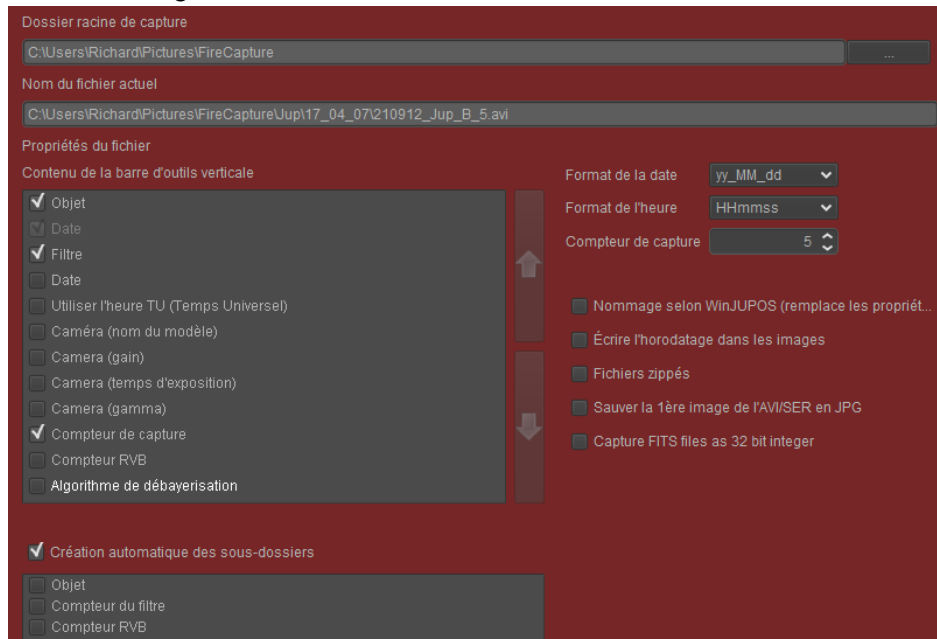 Dossier racine de capture
C:\Users\Richard\Pictures\FireCapture
...
Nom du fichier actuel
C:\Users\Richard\Pictures\FireCapture\Jup\17_04_07\210912_Jup_B_5.avi
Propriétés du fichier
Contenu de la barre d'outils verticale
Objet
Date
Filtre
Date
Utiliser l'heure TU (Temps Universel)
Caméra (nom du modèle)
Camera (gain)
Camera (temps d'exposition)
Camera (gamma)
Compteur de capture
Compteur RVB
Algorithme de débayerisation
Format de la date yy_MM_dd
Format de l'heure HHmmss
Compteur de capture 5
Nommage selon WinJUPOS (remplace les propriét...
Écrire l'horodatage dans les images
Fichiers zippés
Sauver la 1ère image de l'AVI/SER en JPG
Capture FITS files as 32 bit integer
Création automatique des sous-dossiers
Objet
Compteur du filtre
Compteur RVB